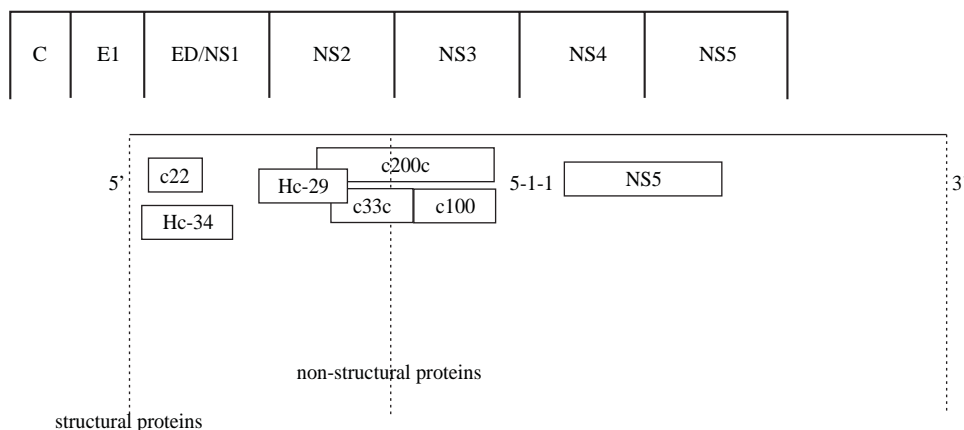 C E1 ED/NS1 NS2 NS3 NS4 NS5
c200c
5' c22 Hc-29 5-1-1 NS5 3
Hc-34 c33c c100
non-structural proteins
structural proteins